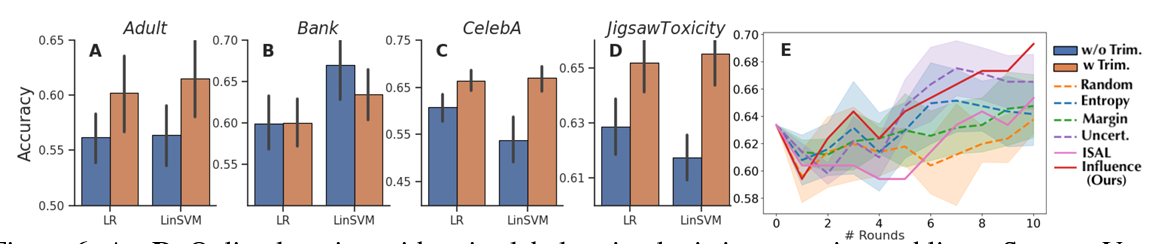 Adult
Bank
CelebA
JigsawToxicity
A
B
C
D
E
Accuracy
0.65
0.60
0.55
0.50
LR
LinSVM
0.70
0.65
0.60
0.55
LR
LinSVM
0.75
0.65
0.55
0.45
LR
LinSVM
0.65
0.63
0.61
LR
LinSVM
0.70
0.68
0.66
0.64
0.62
0.60
0.58
0
2
4
6
8
10
# Rounds
w/o Trim.
w Trim.
Random
Entropy
Margin
Uncert.
ISAL
Influence
(Ours)